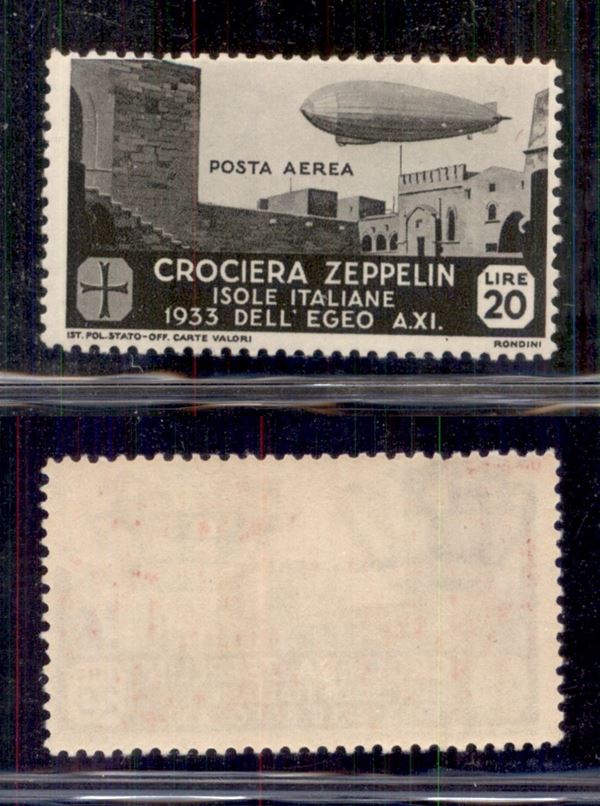 POSTA AEREA
CROCIERA ZEPPELIN
ISOLE ITALIANE
1933 DELL'EGEO A.XI.
LIRE
20
IST. POL. STATO-OFF. CARTE VALORI
RONDINI